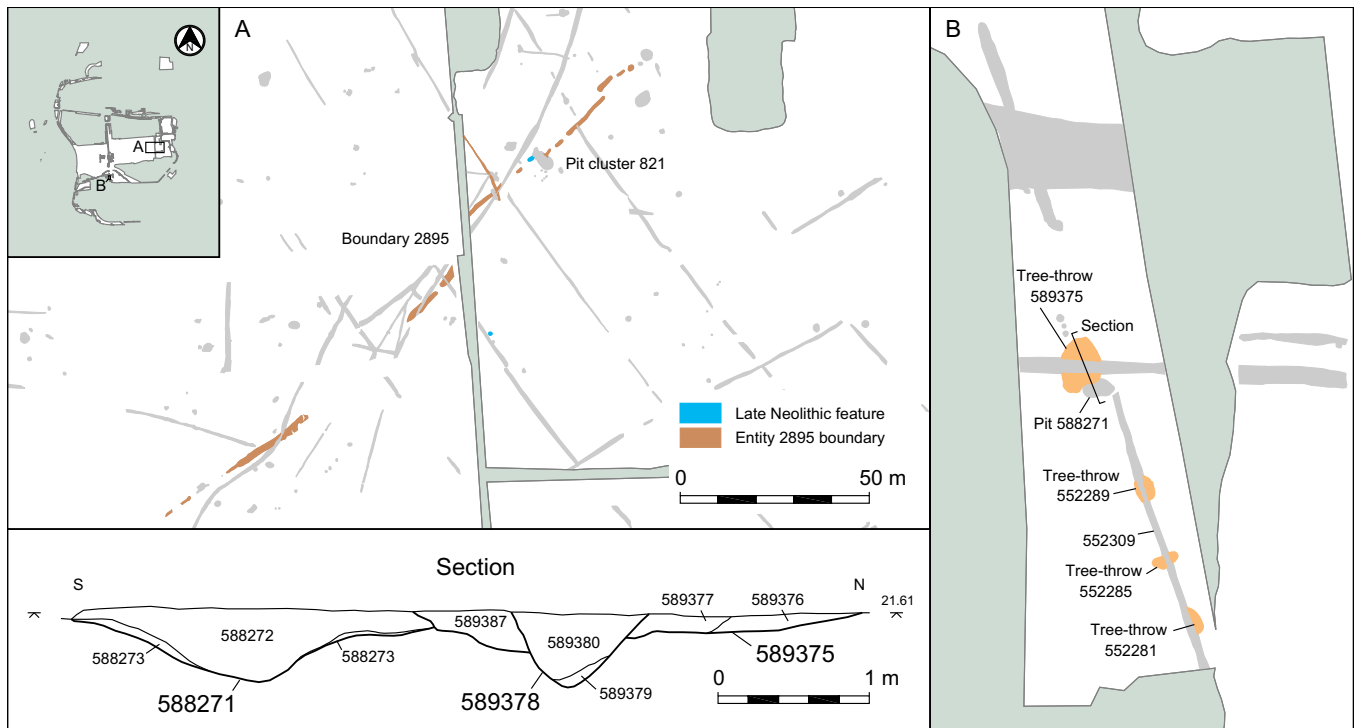 N
A
B
A
Pit cluster 821
Boundary 2895
Late Neolithic feature
Entity 2895 boundary
0
50 m
Section
S
N
21.61
588272
588273
588273
588271
589387
589380
589378
589379
589377
589376
589375
0
1 m
B
Tree-throw
589375
Section
Pit 588271
Tree-throw
552289
552309
Tree-throw
552285
Tree-throw
552281